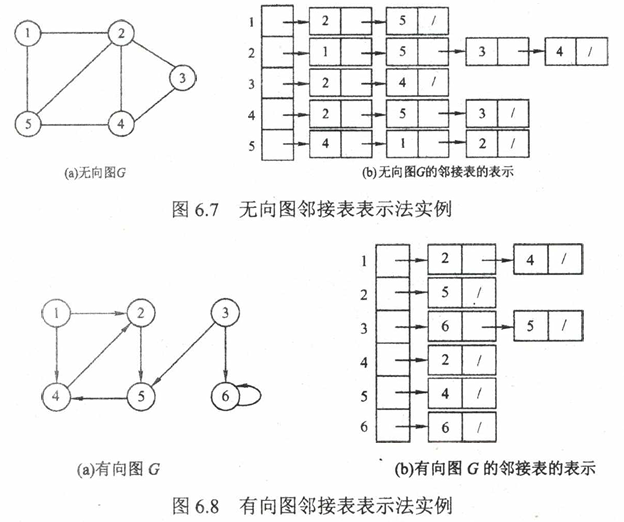 1 2
3
5 4
(a)无向图G
1 2 5 /
2 1 5 3 4 /
3 2 4 /
4 2 5 3 /
5 4 1 2 /
(b)无向图G的邻接表的表示
图 6.7 无向图邻接表表示法实例
1 2 3
4 5 6
(a)有向图 G
1 2 4 /
2 5 /
3 6 5 /
4 2 /
5 4 /
6 6 /
(b)有向图 G 的邻接表的表示
图 6.8 有向图邻接表表示法实例